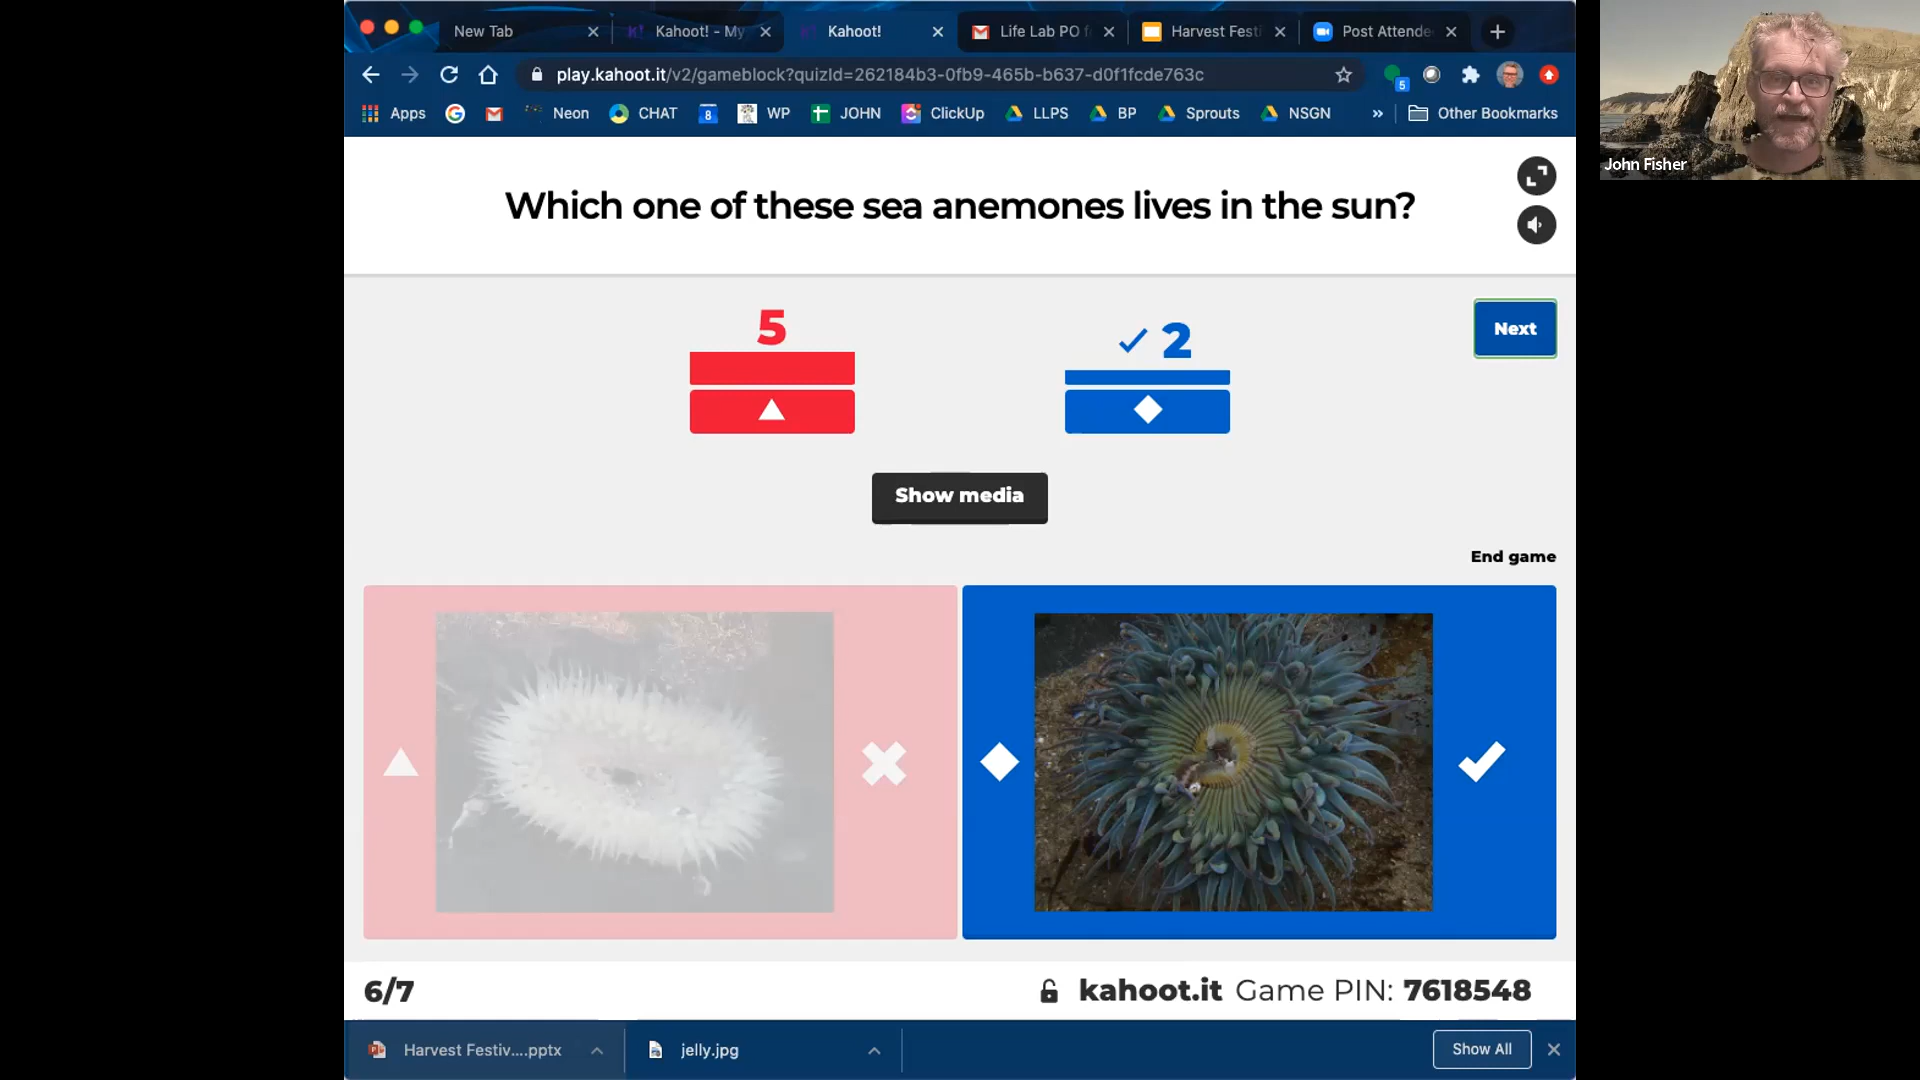 New Tab
Kahoot! - My
Kahoot!
Life Lab PO f
Harvest Festi
Post Attende
play.kahoot.it/v2/gameblock?quizId=262184b3-0fb9-465b-b637-d0f1fcde763c
5
Apps
Neon
CHAT
8
WP
JOHN
ClickUp
LLPS
BP
Sprouts
NSGN
»
Other Bookmarks
John Fisher
Which one of these sea anemones lives in the sun?
5
2
Next
Show media
End game
6/7
kahoot.it Game PIN: 7618548
Harvest Festiv....pptx
jelly.jpg
Show All